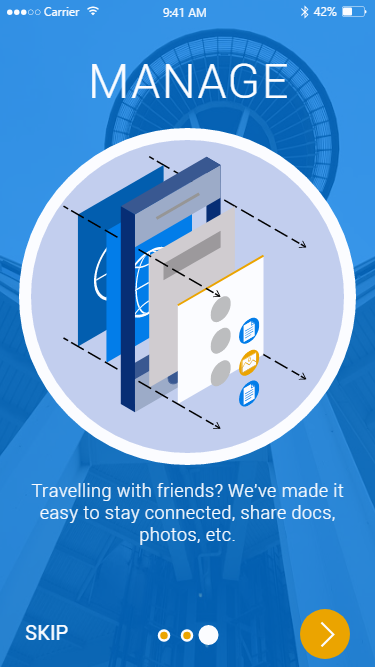 Carrier 9:41 AM 42%
MANAGE
Travelling with friends? We've made it
easy to stay connected, share docs,
photos, etc.
SKIP